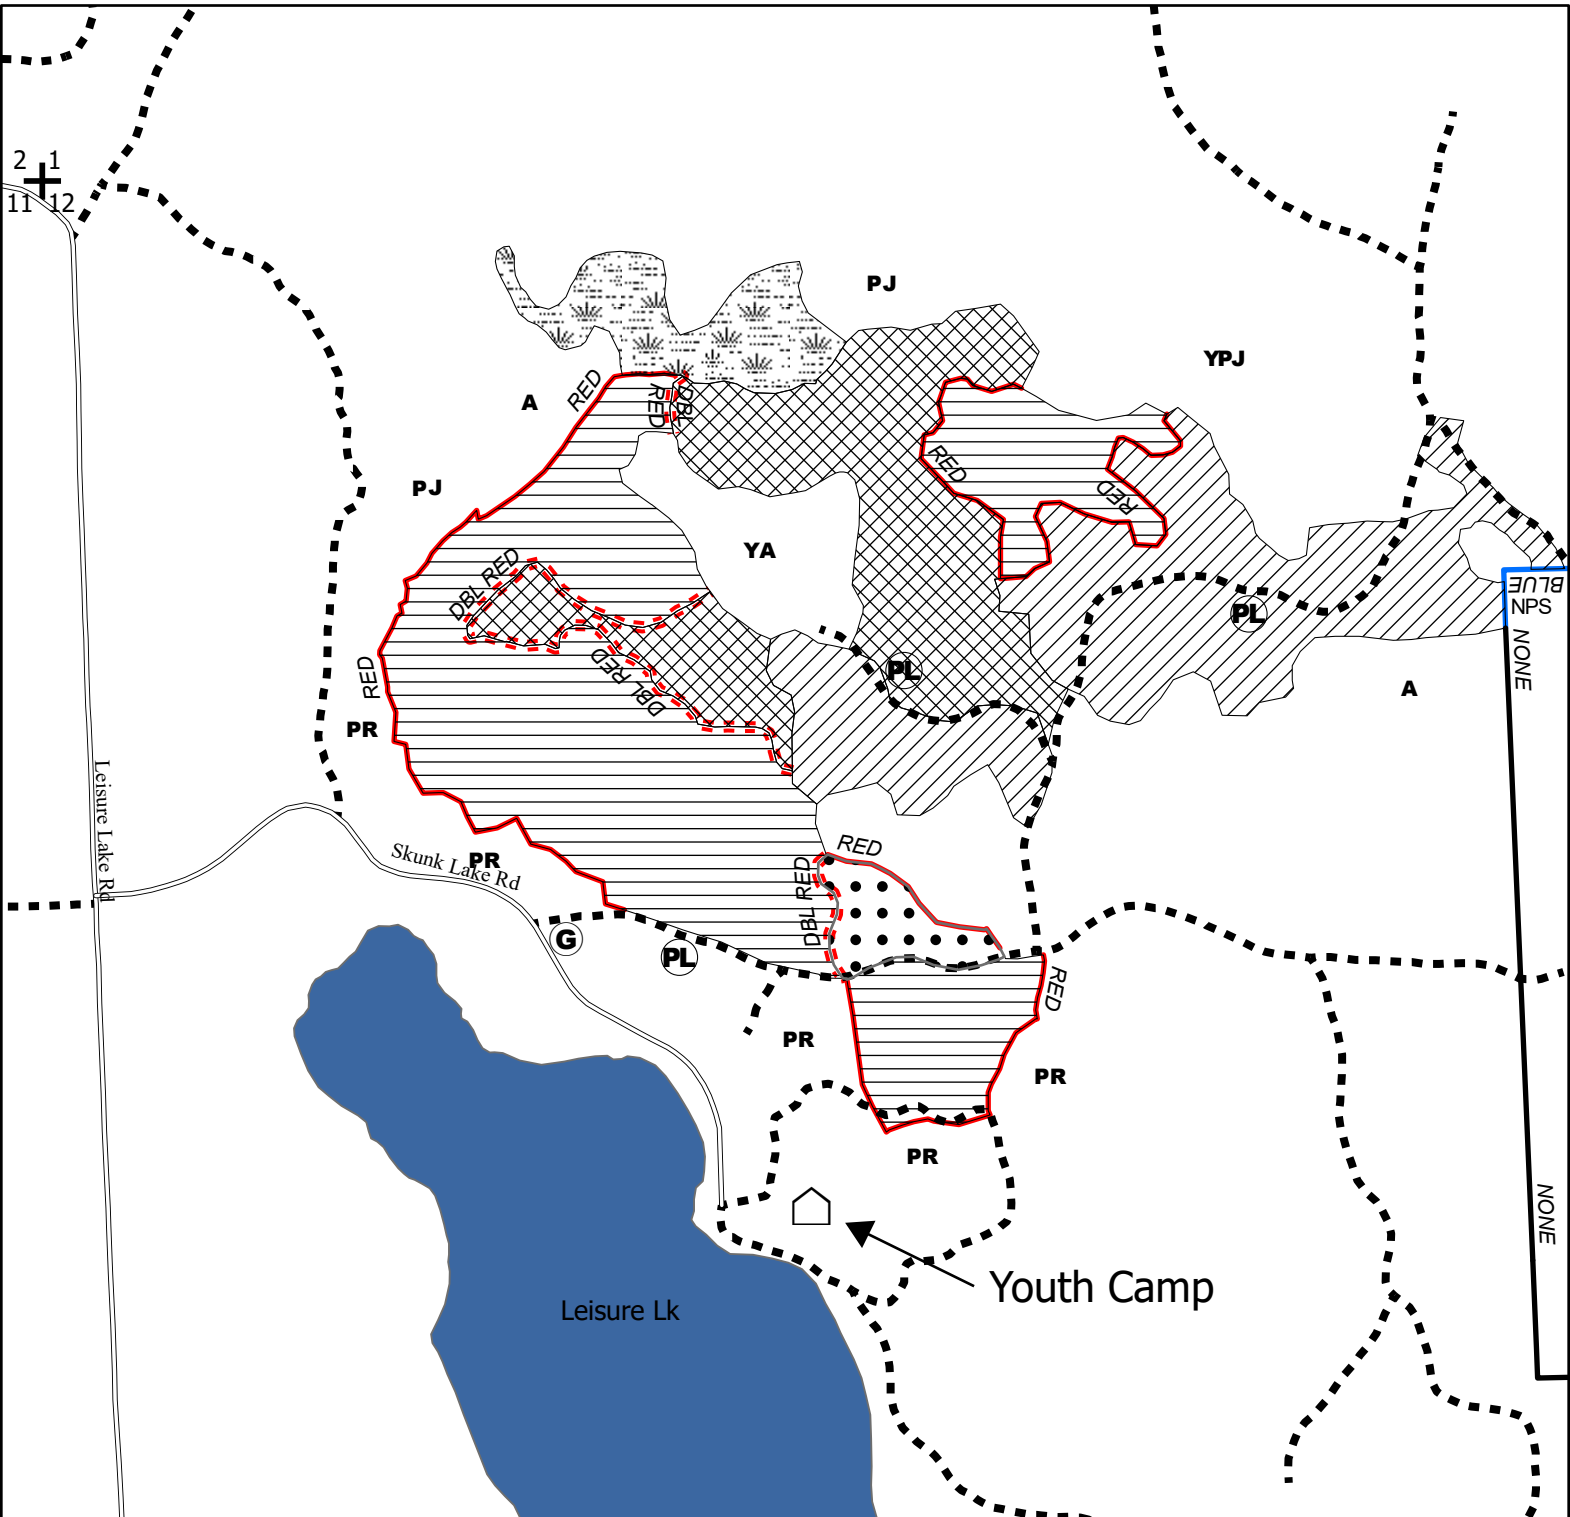 2 1
11 12
PJ
YPJ
A
RED
DBL
RED
RED
RED
PJ
YA
DBL RED
DBL RED
RED
PL
PL
BLUE
NPS
NONE
A
PR
Leisure Lake Rd
Skunk Lake Rd
PR
RED
DBL RED
G
PL
RED
PR
PR
PR
NONE
Youth Camp
Leisure Lk